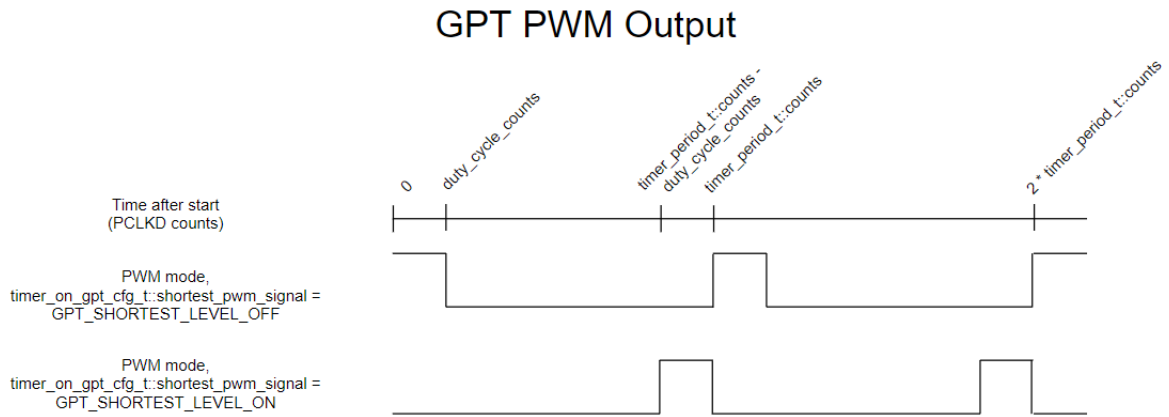 GPT PWM Output
0
duty_cycle_counts
timer_period_t::counts -
duty_cycle_counts
timer_period_t::counts
2 * timer_period_t::counts
Time after start
(PCLKD counts)
PWM mode,
timer_on_gpt_cfg_t::shortest_pwm_signal =
GPT_SHORTEST_LEVEL_OFF
PWM mode,
timer_on_gpt_cfg_t::shortest_pwm_signal =
GPT_SHORTEST_LEVEL_ON